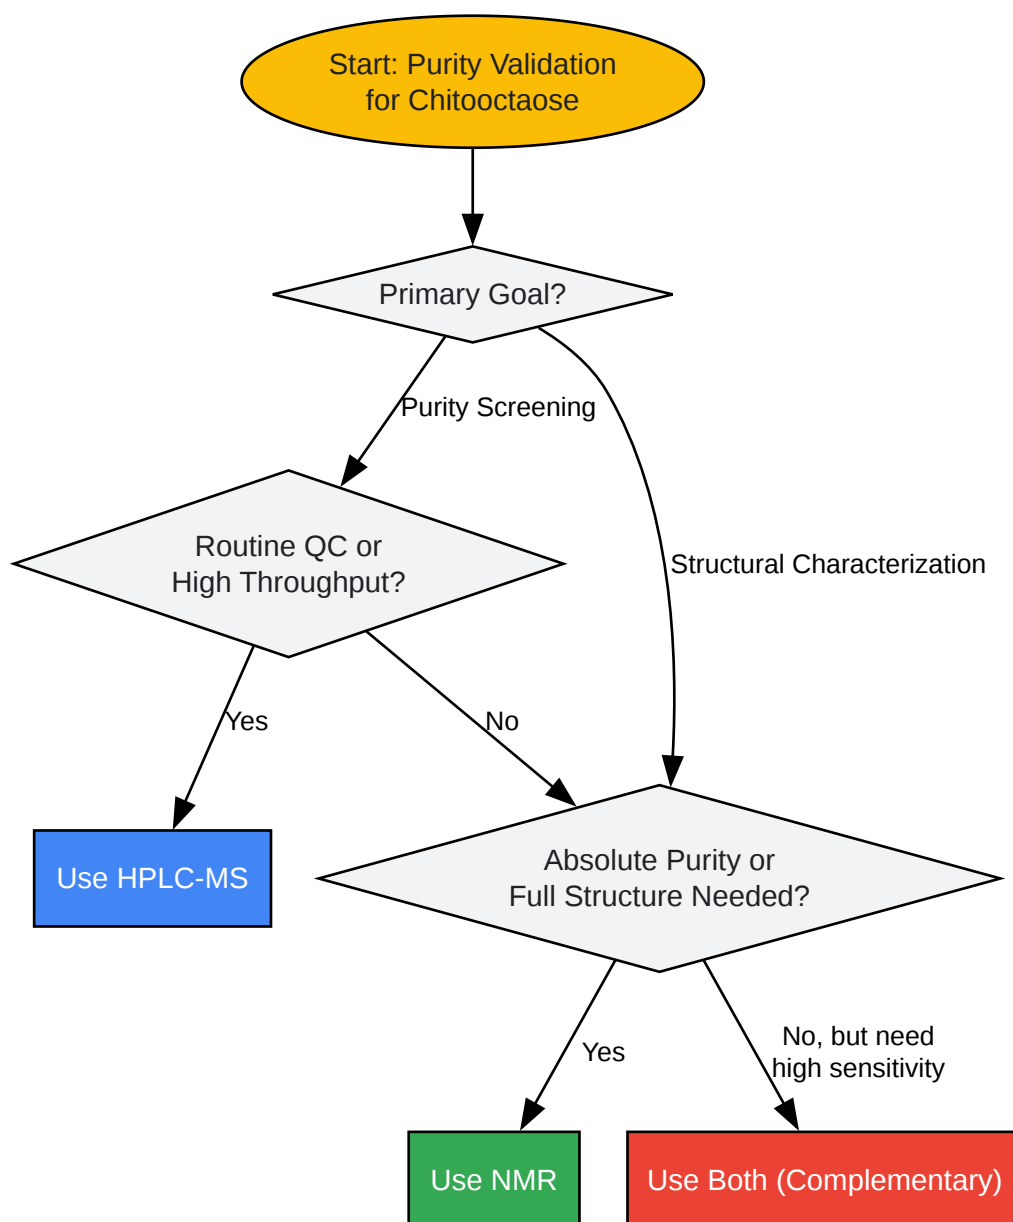 Start: Purity Validation
for Chitooctaose
Primary Goal?
Purity Screening
Routine QC or
High Throughput?
Structural Characterization
Yes
No
Use HPLC-MS
Absolute Purity or
Full Structure Needed?
Yes
No, but need
high sensitivity
Use NMR
Use Both (Complementary)